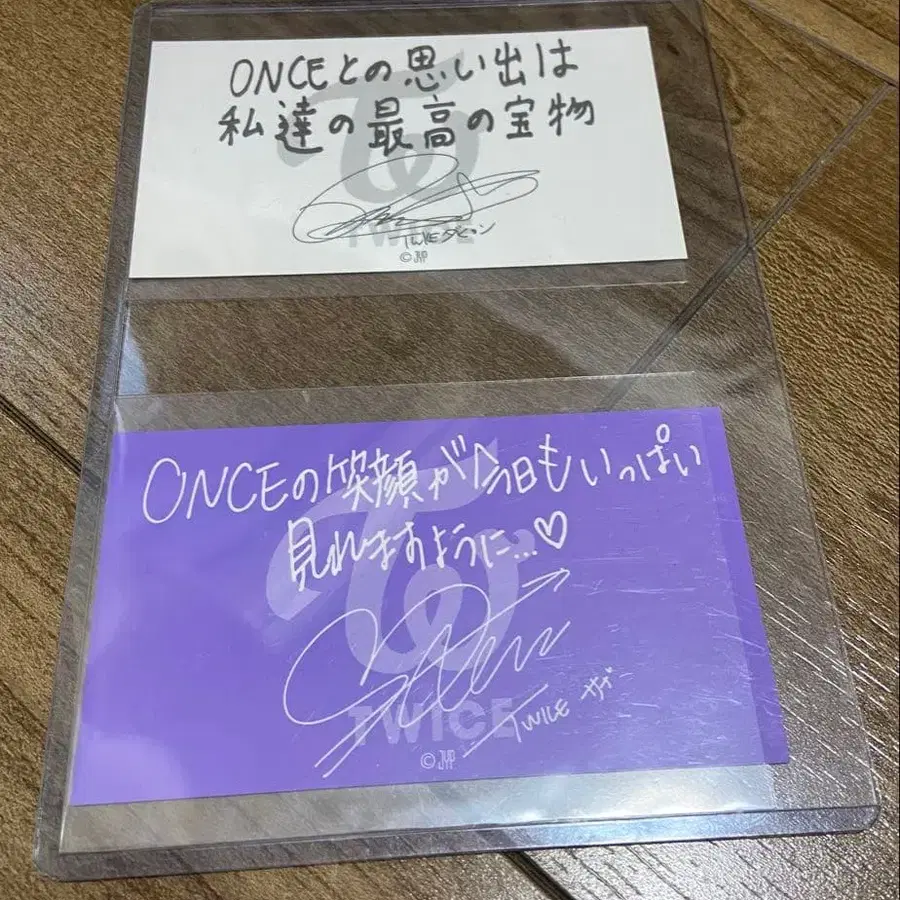 ONCEとの思い出は
私達の最高の宝物
TWICE ダヒョン
TWICE
©JYP
ONCEの笑顔が今日もいっぱい
見れますように...♡
TWICE サナ
TWICE
©JYP